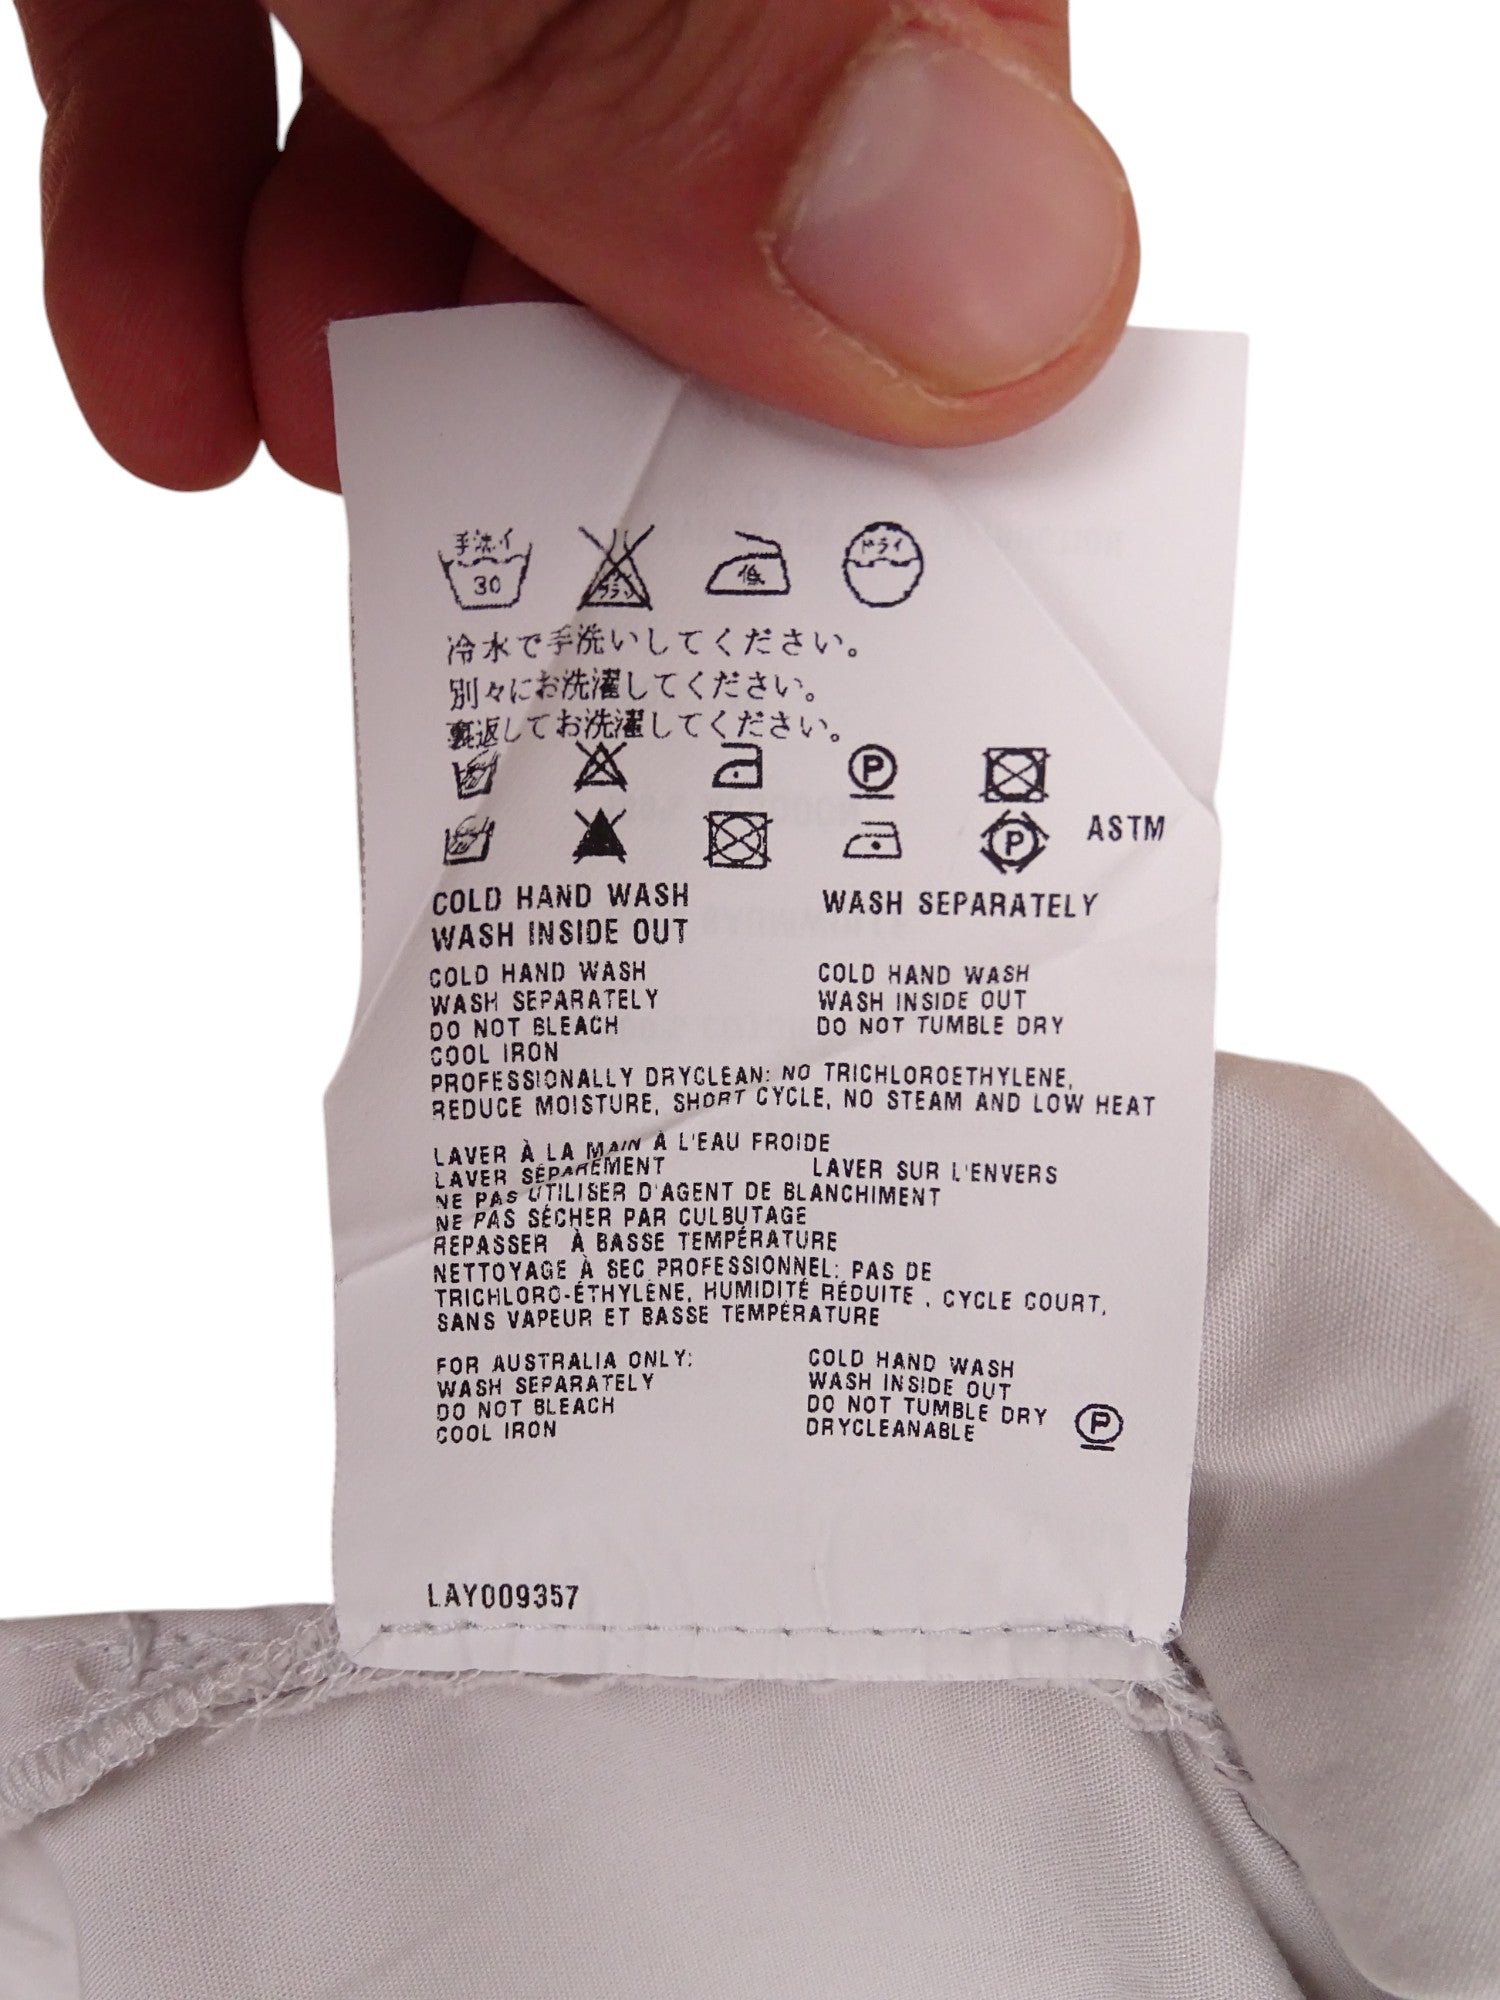 手洗イ
30
低
ドライ
冷水で手洗いしてください。
別々にお洗濯してください。
裏返してお洗濯してください。
P
P ASTM
COLD HAND WASH WASH SEPARATELY
WASH INSIDE OUT
COLD HAND WASH COLD HAND WASH
WASH SEPARATELY WASH INSIDE OUT
DO NOT BLEACH DO NOT TUMBLE DRY
COOL IRON
PROFESSIONALLY DRYCLEAN: NO TRICHLOROETHYLENE,
REDUCE MOISTURE, SHORT CYCLE, NO STEAM AND LOW HEAT
LAVER À LA MAIN À L'EAU FROIDE
LAVER SÉPARÉMENT LAVER SUR L'ENVERS
NE PAS UTILISER D'AGENT DE BLANCHIMENT
NE PAS SÉCHER PAR CULBUTAGE
REPASSER À BASSE TEMPÉRATURE
NETTOYAGE À SEC PROFESSIONNEL: PAS DE
TRICHLORO-ÉTHYLÈNE, HUMIDITÉ RÉDUITE , CYCLE COURT,
SANS VAPEUR ET BASSE TEMPÉRATURE
FOR AUSTRALIA ONLY: COLD HAND WASH
WASH SEPARATELY WASH INSIDE OUT
DO NOT BLEACH DO NOT TUMBLE DRY
COOL IRON DRYCLEANABLE P
LAY009357